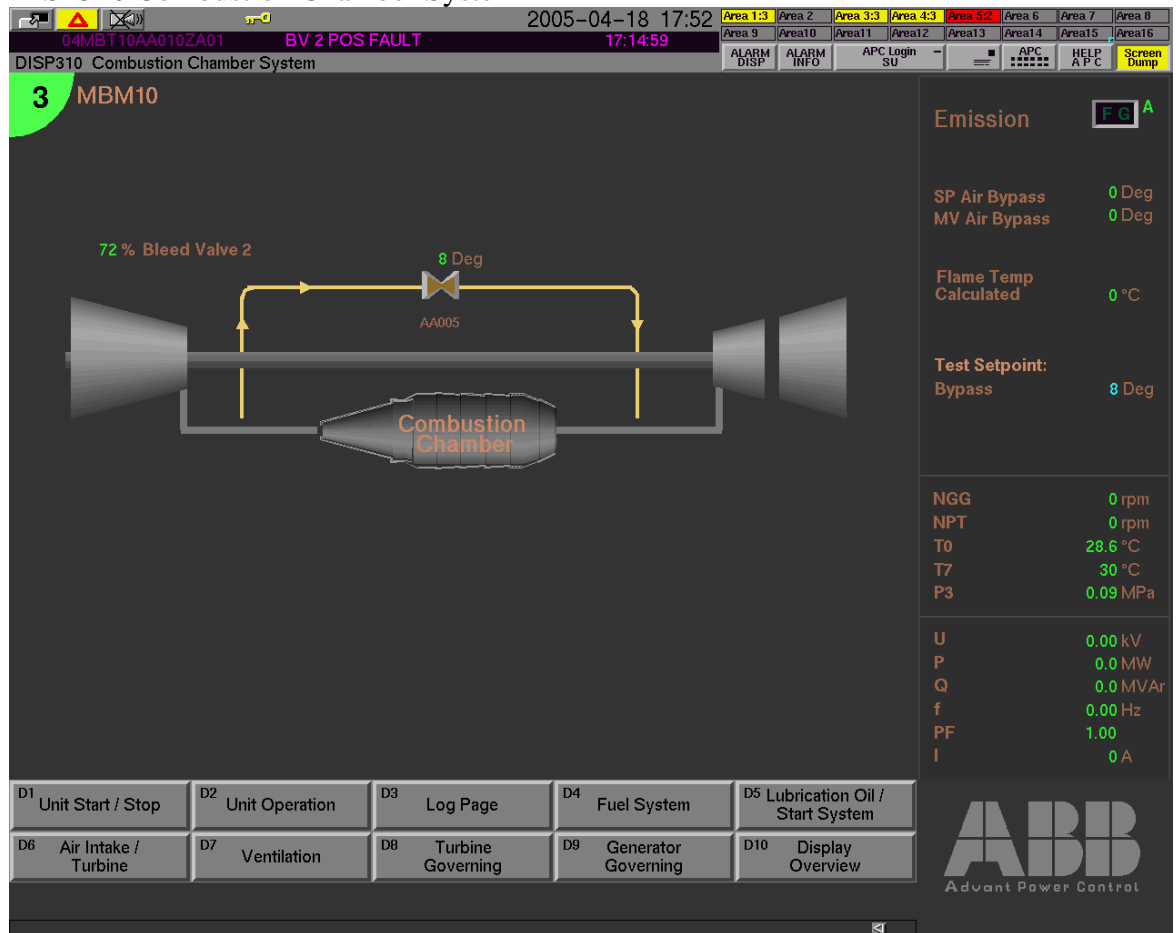 2005-04-18 17:52
Area 1:3 Area 2 Area 3:3 Area 4:3 Area 5:2 Area 6 Area 7 Area 8
Area 9 Area10 Area11 Area12 Area13 Area14 Area15 Area16
04MBT10AA010ZA01 BV 2 POS FAULT 17:14:59
DISP310 Combustion Chamber System
ALARM DISP
ALARM INFO
APC Login SU
APC
HELP A P C
Screen Dump
3 MBM10
Emission F G A
SP Air Bypass 0 Deg
MV Air Bypass 0 Deg
72 % Bleed Valve 2
8 Deg
AA005
Flame Temp
Calculated 0 °C
Test Setpoint:
Bypass 8 Deg
Combustion
Chamber
NGG 0 rpm
NPT 0 rpm
T0 28.6 °C
T7 30 °C
P3 0.09 MPa
U 0.00 kV
P 0.0 MW
Q 0.0 MVAr
f 0.00 Hz
PF 1.00
I 0 A
D1 Unit Start / Stop
D2 Unit Operation
D3 Log Page
D4 Fuel System
D5 Lubrication Oil /
Start System
D6 Air Intake /
Turbine
D7 Ventilation
D8 Turbine
Governing
D9 Generator
Governing
D10 Display
Overview
ABB
Advant Power Control